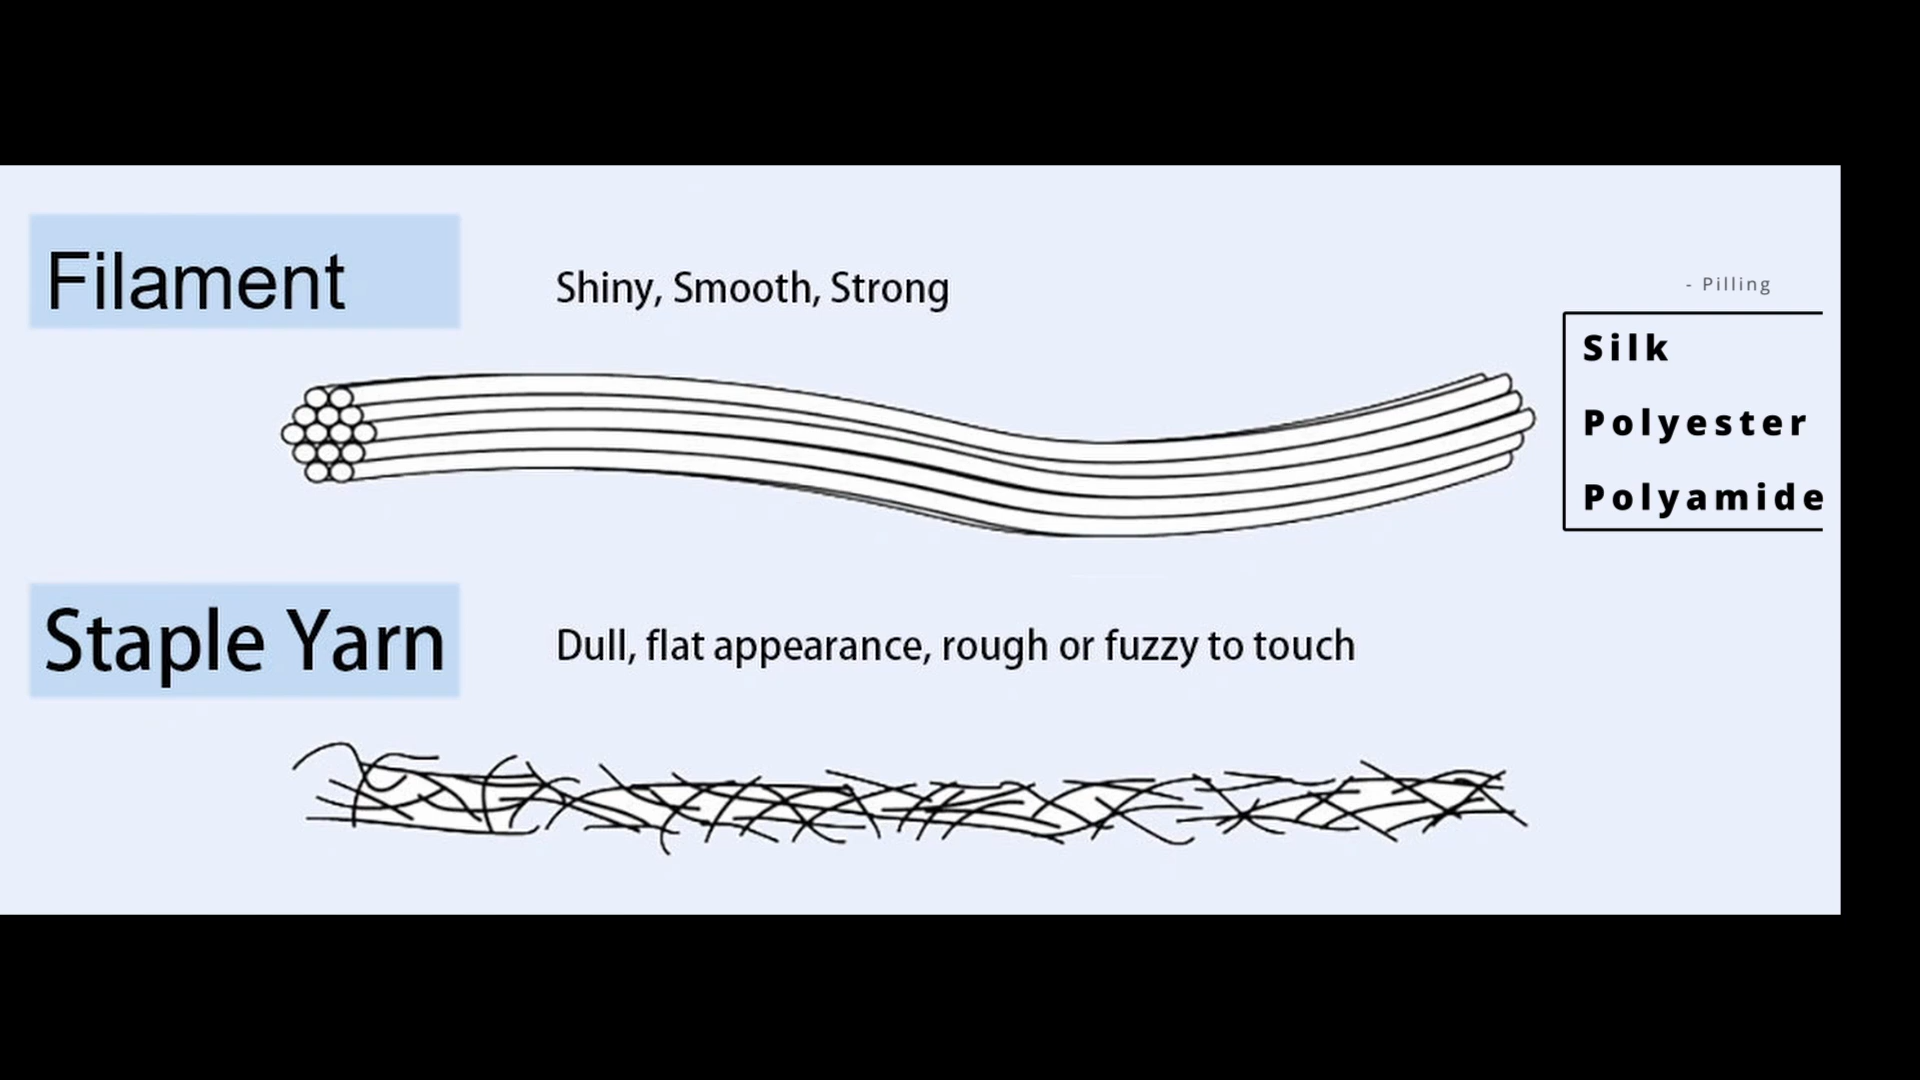 Filament
Shiny, Smooth, Strong
- Pilling
Silk
Polyester
Polyamide
Staple Yarn
Dull, flat appearance, rough or fuzzy to touch